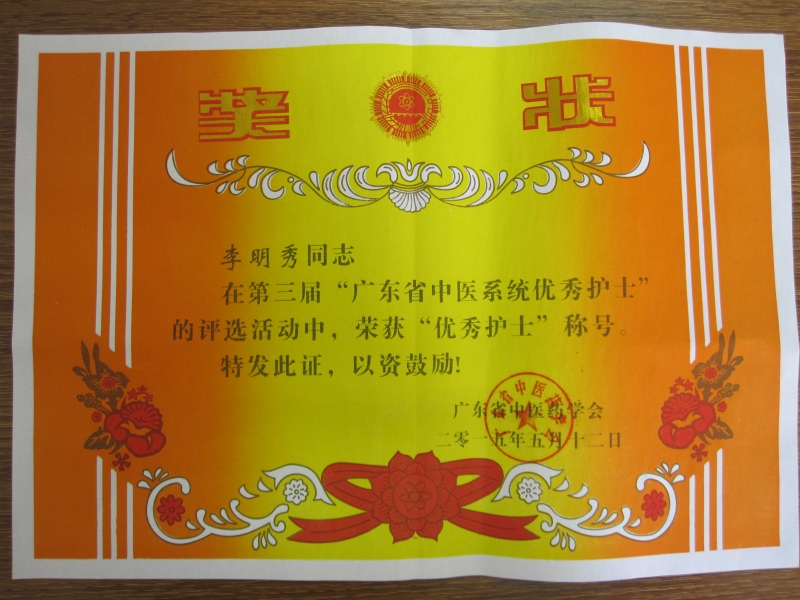 奖状
李明秀同志
在第三届“广东省中医系统优秀护士”
的评选活动中，荣获“优秀护士”称号。
特发此证，以资鼓励!
广东省中医药学会
二零一五年五月十二日